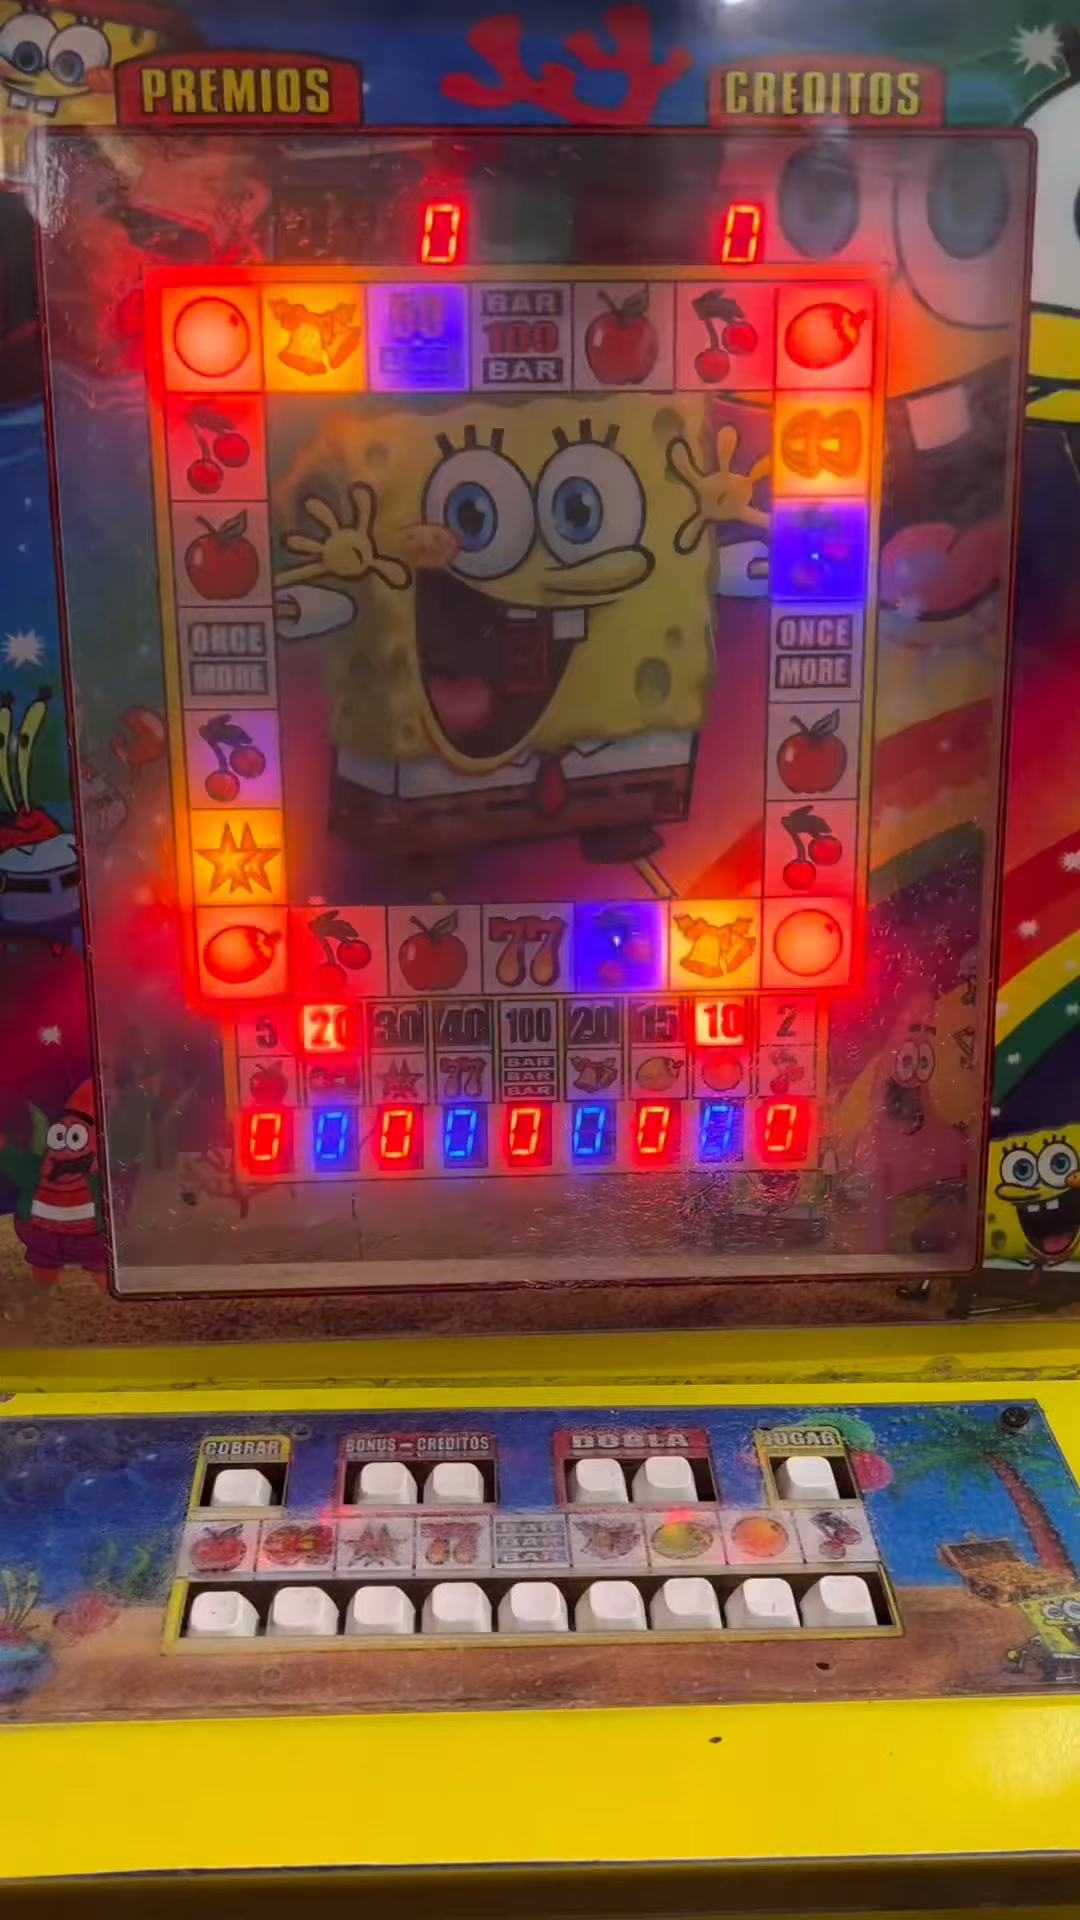 PREMIOS CREDITOS
0 0
50 BAR 100 BAR
ONCE MORE ONCE MORE
77
5 20 30 40 100 20 15 10 2
77 BAR BAR BAR
0 0 0 0 0 0 0 0 0
COBRAR BONUS - CREDITOS DOBLA JUGAR
77 BAR BAR BAR